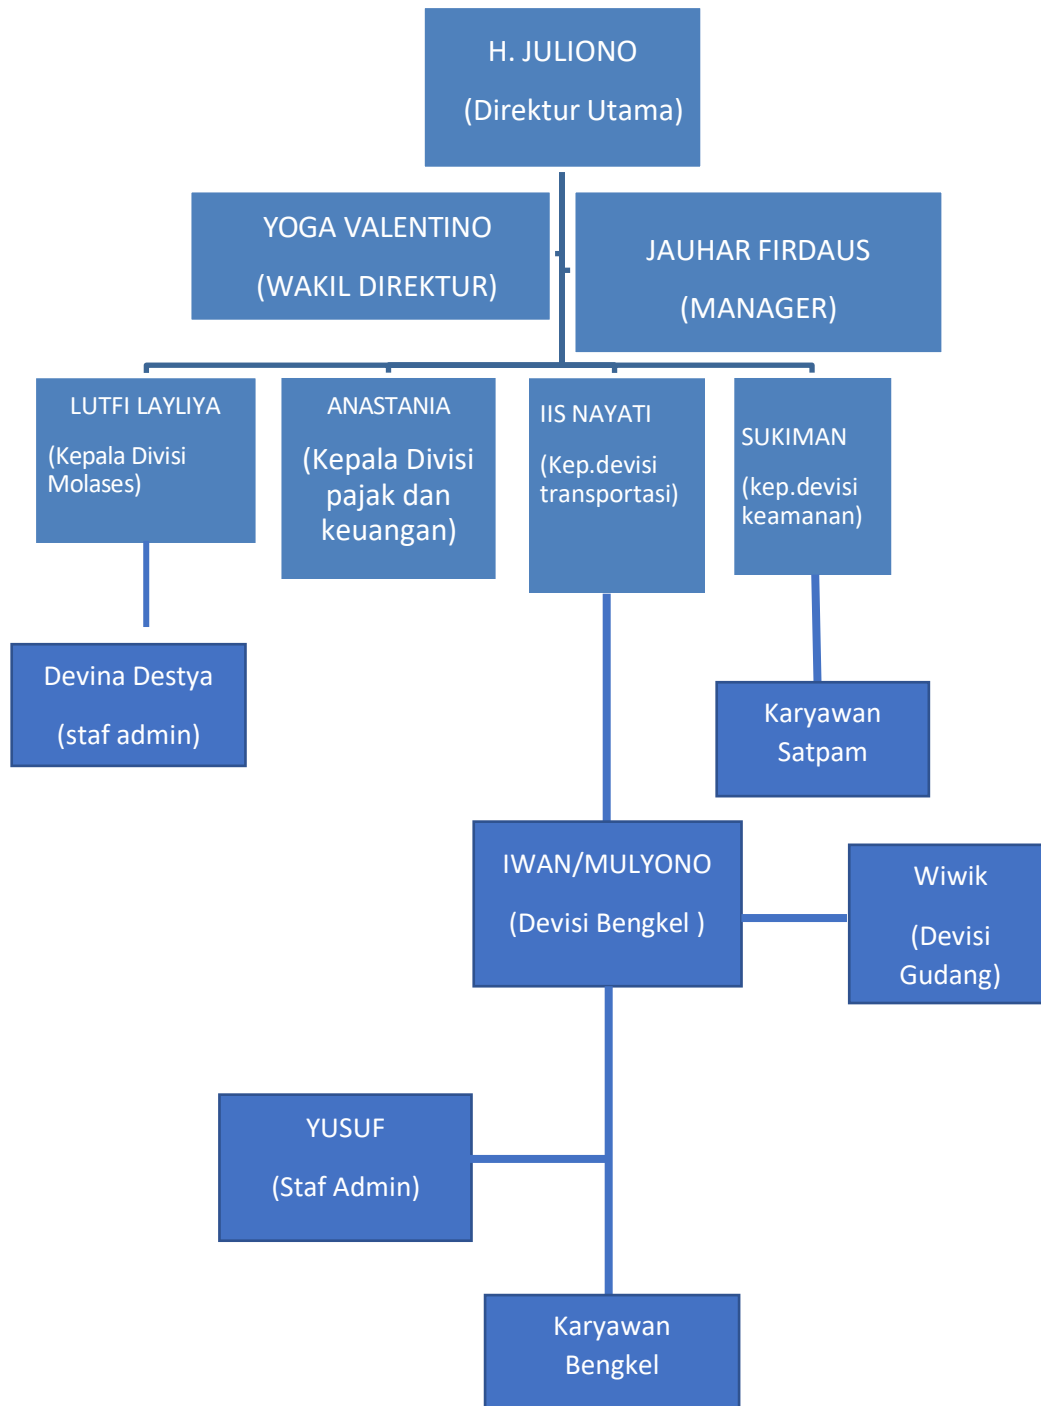 H. JULIONO
(Direktur Utama)
YOGA VALENTINO
(WAKIL DIREKTUR)
JAUHAR FIRDAUS
(MANAGER)
LUTFI LAYLIYA
(Kepala Divisi
Molases)
ANASTANIA
(Kepala Divisi
pajak dan
keuangan)
IIS NAYATI
(Kep.devisi
transportasi)
SUKIMAN
(kep.devisi
keamanan)
Devina Destya
(staf admin)
Karyawan
Satpam
IWAN/MULYONO
(Devisi Bengkel )
Wiwik
(Devisi
Gudang)
YUSUF
(Staf Admin)
Karyawan
Bengkel